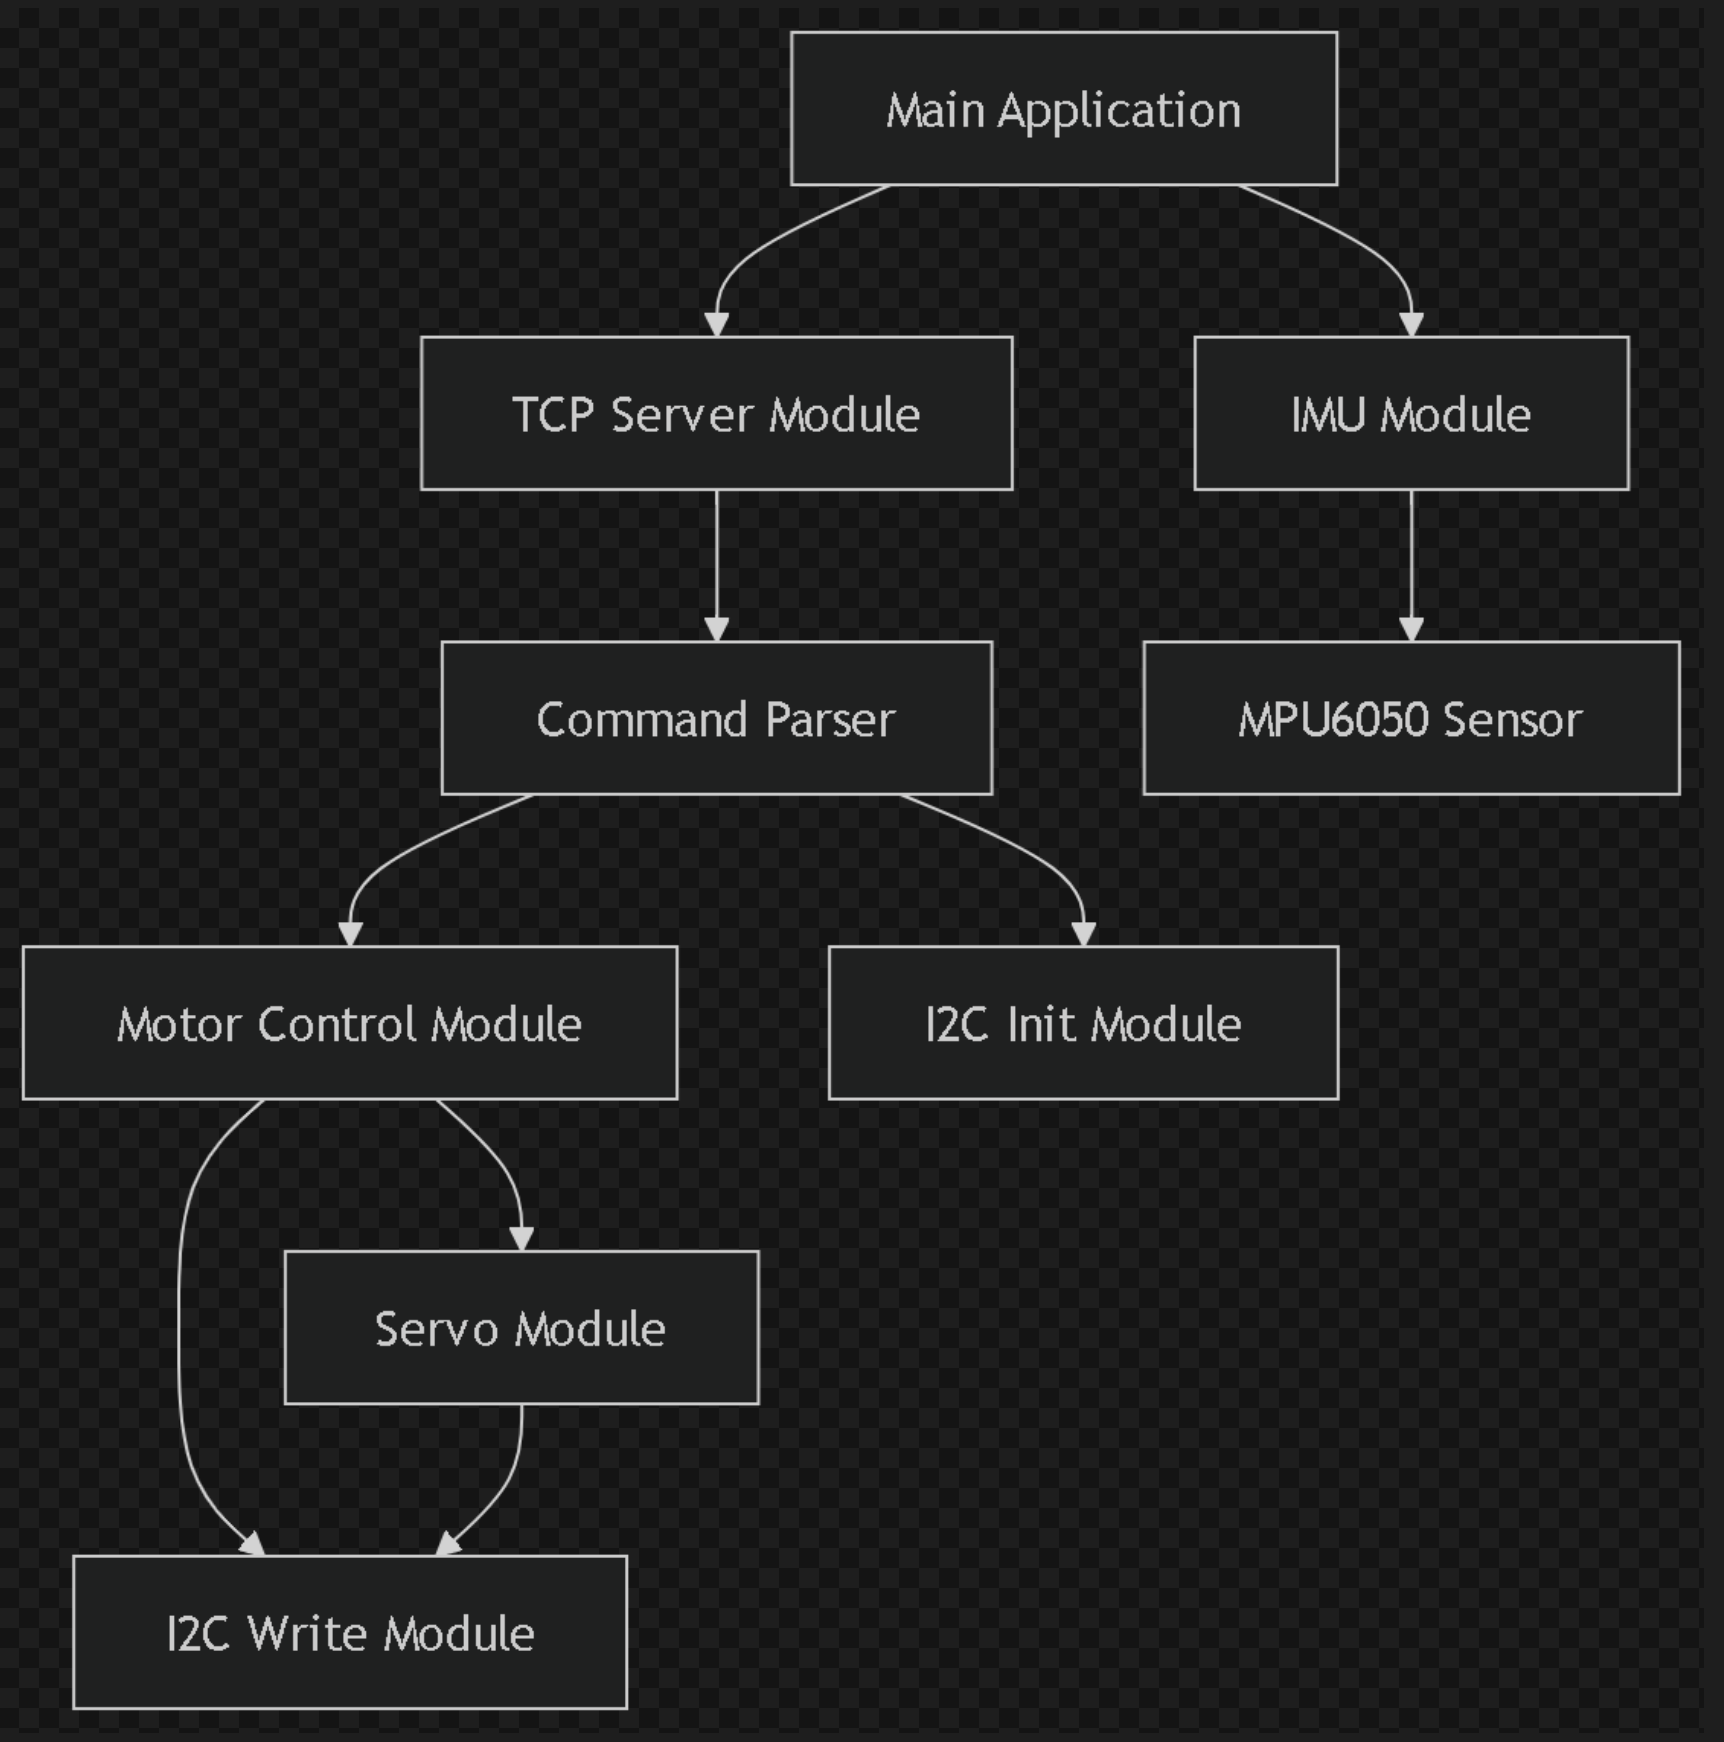 Main Application
TCP Server Module
IMU Module
Command Parser
MPU6050 Sensor
Motor Control Module
I2C Init Module
Servo Module
I2C Write Module